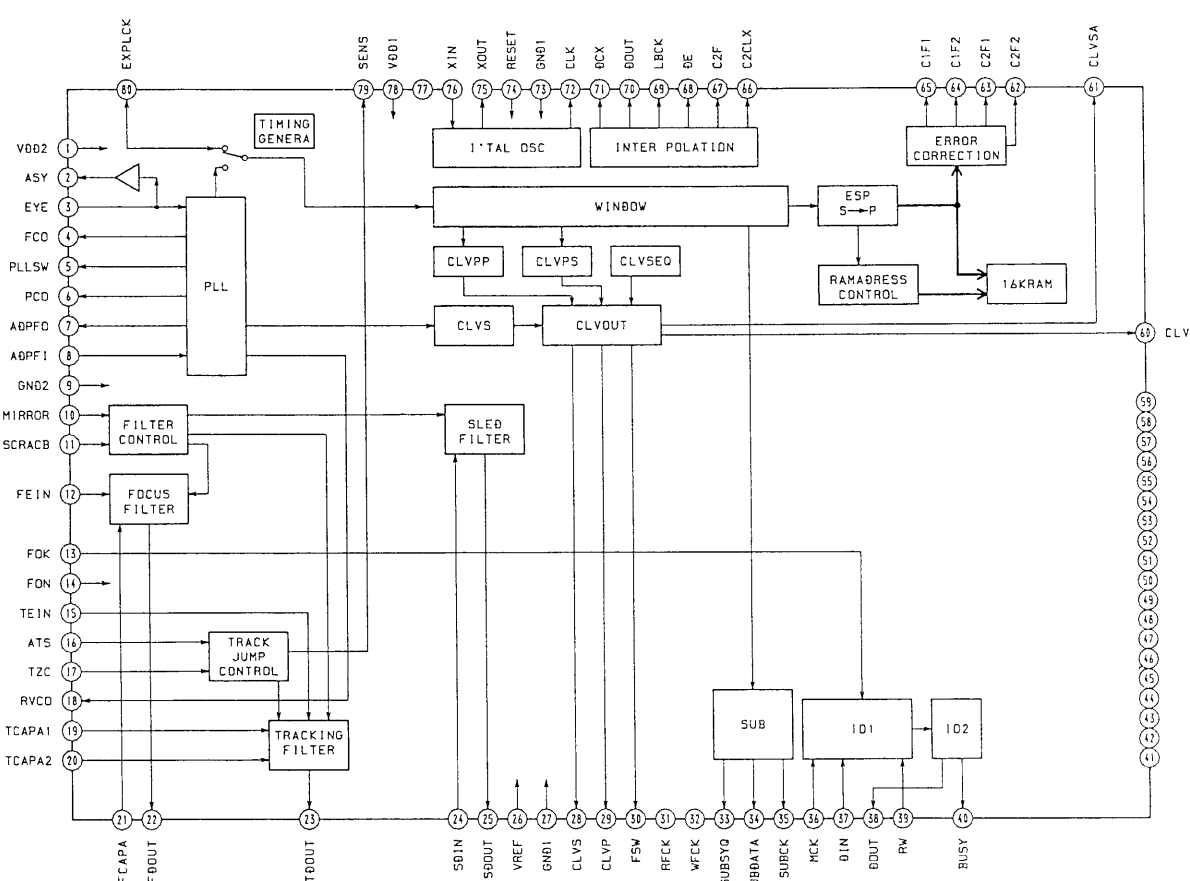 EXPLCK
SENS
VDD1
XIN
XOUT
RESET
GND1
CLK
DCX
DOUT
LBCK
DE
C2F
C2CLX
C1F1
C1F2
C2F1
C2F2
CLVSA
80
79
78
77
76
75
74
73
72
71
70
69
68
67
66
65
64
63
62
61
TIMING
GENERA
I'TAL OSC
INTER POLATION
ERROR
CORRECTION
VDD2 1
ASY 2
EYE 3
FCO 4
PLLSW 5
PCO 6
ADPFO 7
ADPFI 8
GND2 9
MIRROR 10
SCRACB 11
FEIN 12
FOK 13
FON 14
TEIN 15
ATS 16
TZC 17
RVCO 18
TCAPA1 19
TCAPA2 20
PLL
WINDOW
ESP
S→P
CLVPP
CLVPS
CLVSEQ
RAMADRESS
CONTROL
16KRAM
CLVS
CLVOUT
60 CLV
FILTER
CONTROL
SLED
FILTER
FOCUS
FILTER
TRACK
JUMP
CONTROL
TRACKING
FILTER
SUB
IO1
IO2
59
58
57
56
55
54
53
52
51
50
49
48
47
46
45
44
43
42
41
21
22
23
24
25
26
27
28
29
30
31
32
33
34
35
36
37
38
39
40
FCAPA
FDOUT
TDOUT
SDIN
SDOUT
VREF
GND1
CLVS
CLVP
FSW
RFCK
WFCK
SUBSYQ
BDATA
SUBCK
MCK
DIN
DOUT
RW
BUSY